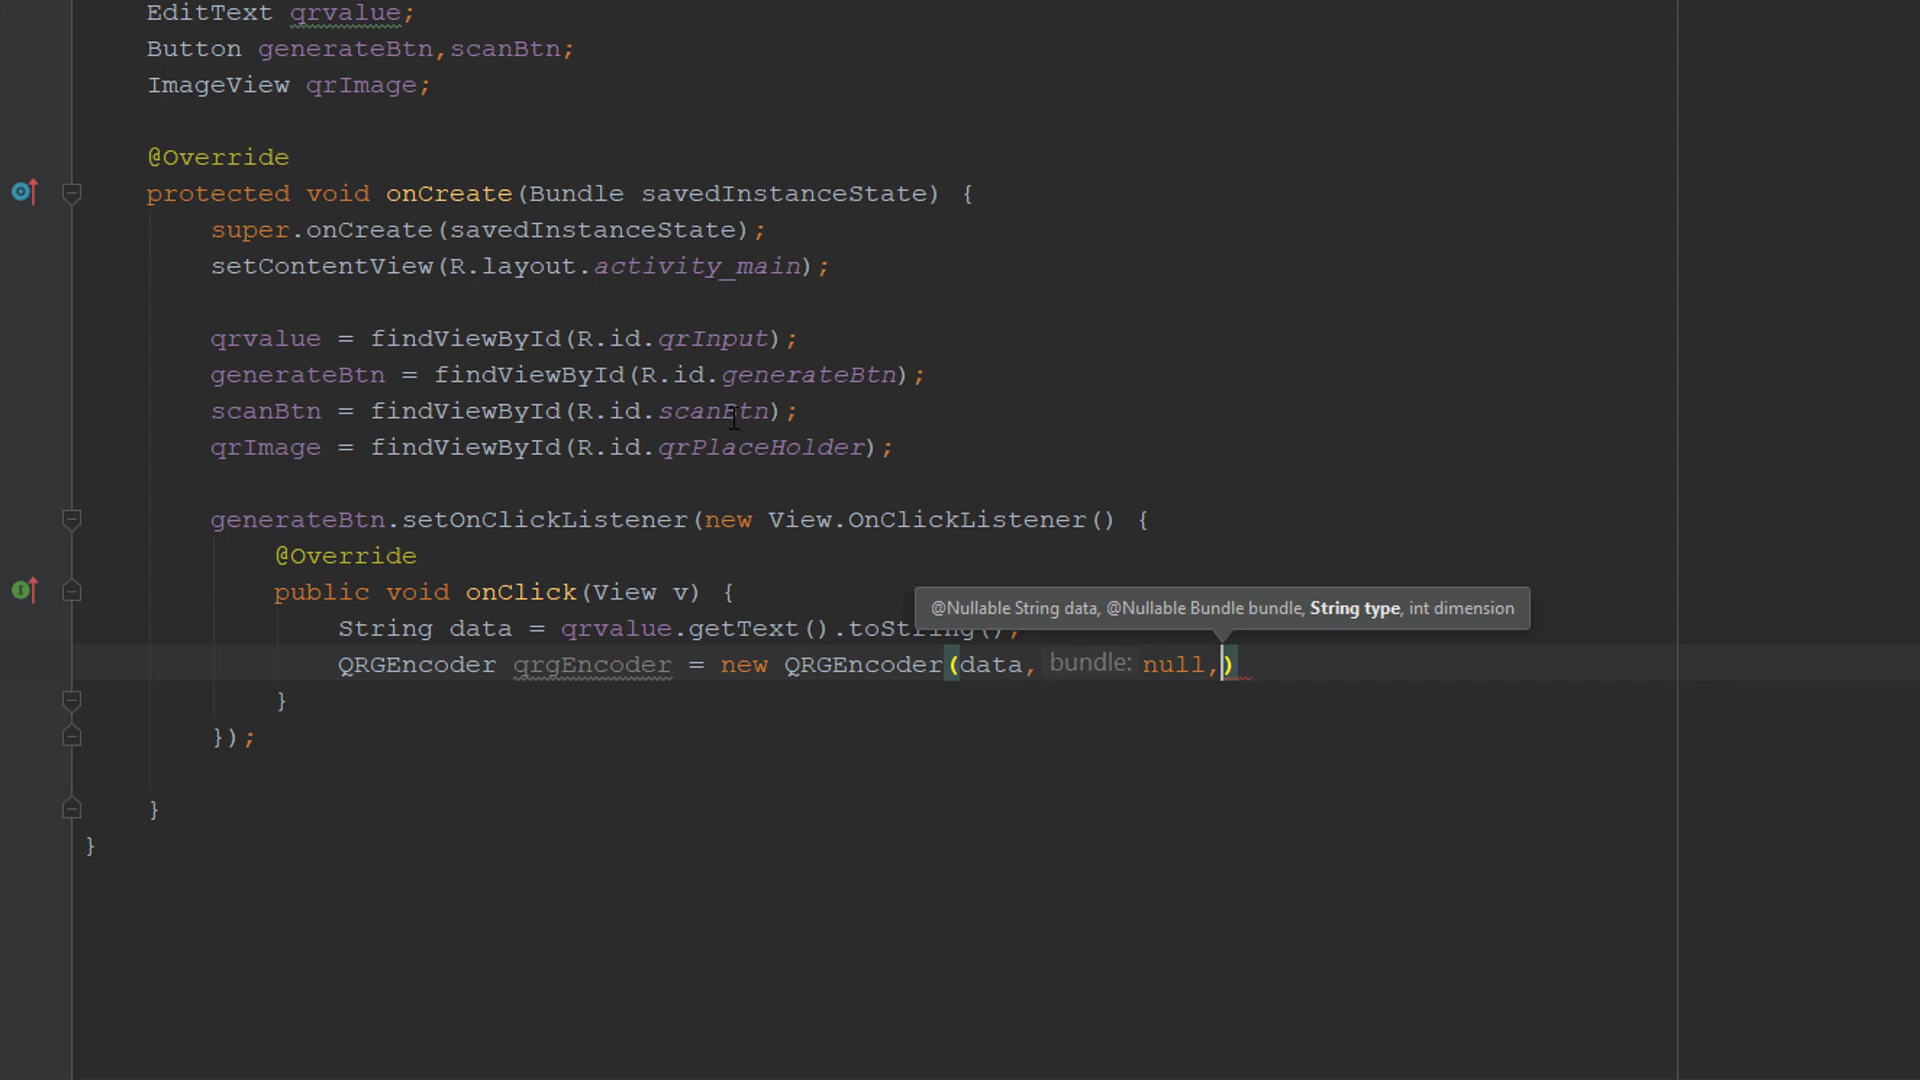 EditText qrvalue;
Button generateBtn,scanBtn;
ImageView qrImage;
@Override
protected void onCreate(Bundle savedInstanceState) {
super.onCreate(savedInstanceState);
setContentView(R.layout.activity_main);
qrvalue = findViewById(R.id.qrInput);
generateBtn = findViewById(R.id.generateBtn);
scanBtn = findViewById(R.id.scanBtn);
qrImage = findViewById(R.id.qrPlaceHolder);
generateBtn.setOnClickListener(new View.OnClickListener() {
@Override
public void onClick(View v) {
@Nullable String data, @Nullable Bundle bundle, String type, int dimension
String data = qrvalue.getText().toString();
QRGEncoder qrgEncoder = new QRGEncoder(data, bundle: null,)
}
});
}
}